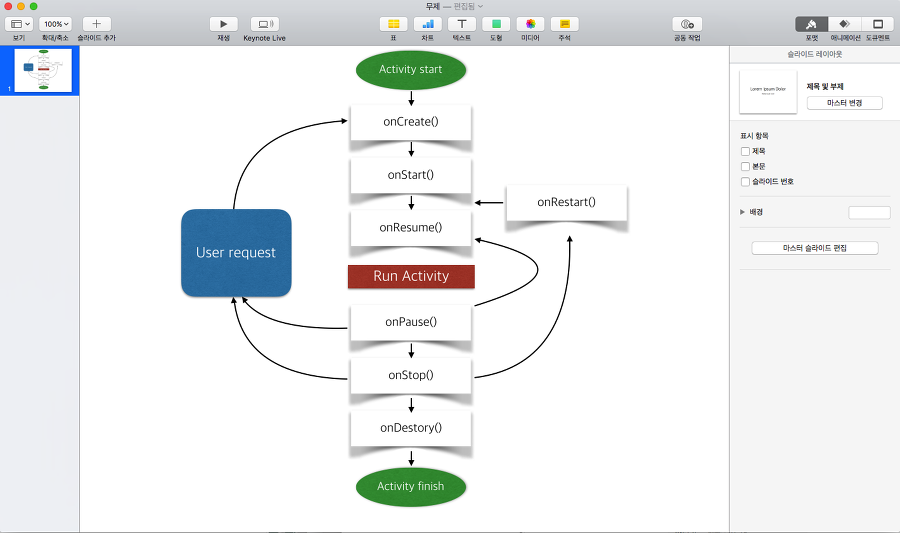 무제 — 편집됨
100%
보기
확대/축소
슬라이드 추가
재생
Keynote Live
표
차트
텍스트
도형
미디어
주석
공동 작업
포맷
애니메이션
도큐멘트
1
Activity start
onCreate()
onStart()
onResume()
onRestart()
User request
Run Activity
onPause()
onStop()
onDestory()
Activity finish
슬라이드 레이아웃
Lorem Ipsum Dolor
제목 및 부제
마스터 변경
표시 항목
제목
본문
슬라이드 번호
배경
마스터 슬라이드 편집